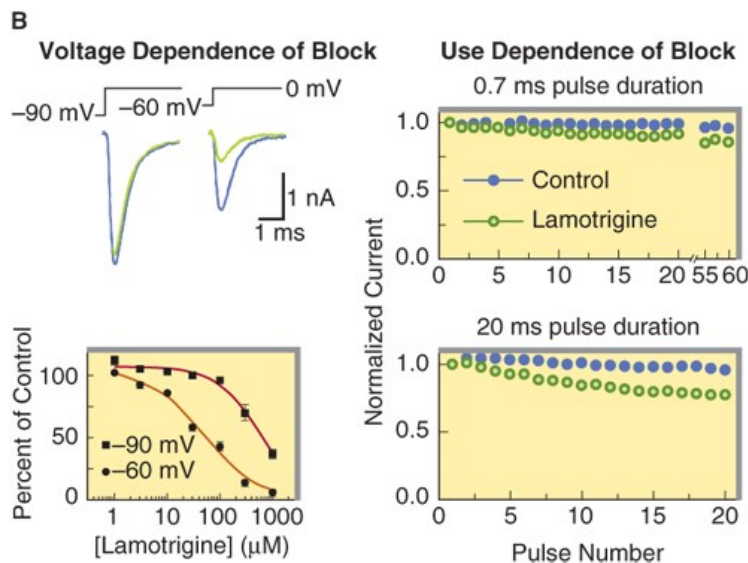 B
Voltage Dependence of Block
–90 mV
–60 mV
0 mV
1 nA
1 ms
Percent of Control
100
50
0
–90 mV
–60 mV
1 10 100 1000
[Lamotrigine] (μM)
Use Dependence of Block
0.7 ms pulse duration
Normalized Current
1.0
0.5
1.0
Control
Lamotrigine
0 5 10 15 20 55 60
20 ms pulse duration
1.0
0.5
0.0
0 5 10 15 20
Pulse Number